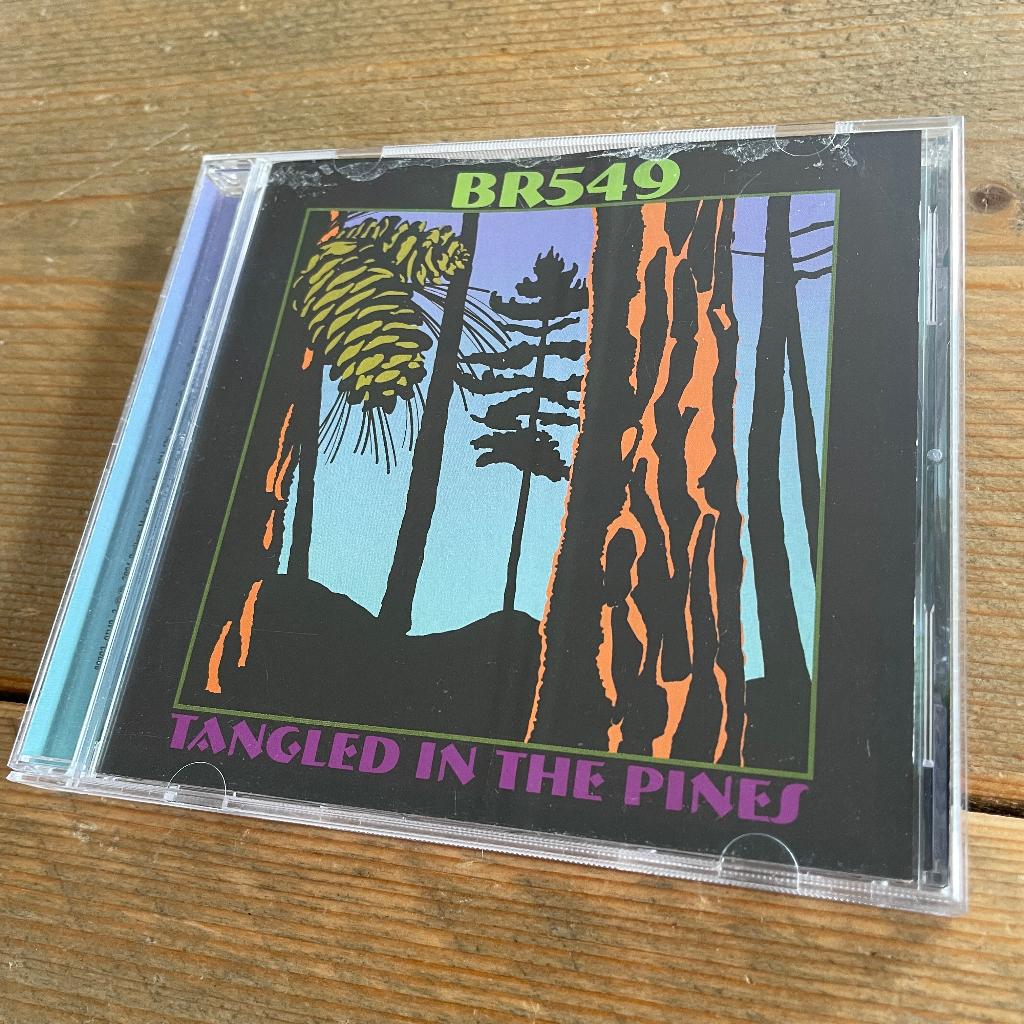 BR549
TANGLED IN THE PINES